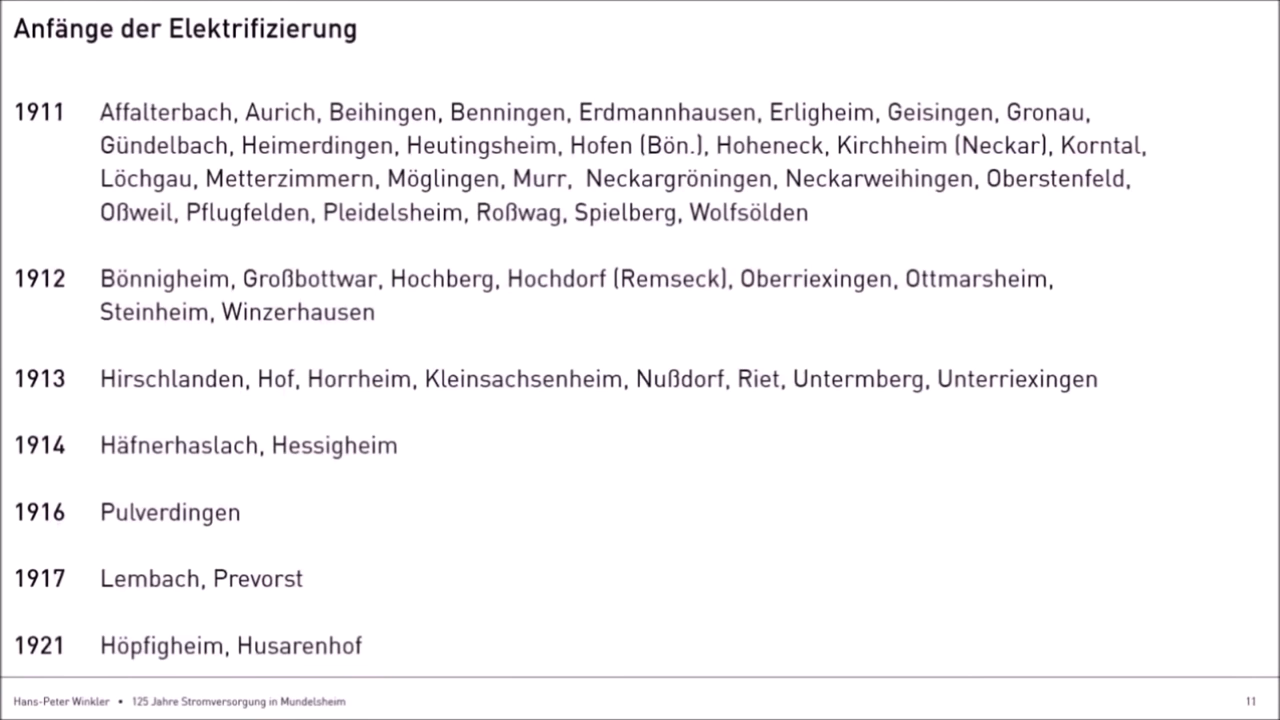 Anfänge der Elektrifizierung
1911 Affalterbach, Aurich, Beihingen, Benningen, Erdmannhausen, Erligheim, Geisingen, Gronau,
Gündelbach, Heimerdingen, Heutingsheim, Hofen (Bön.), Hoheneck, Kirchheim (Neckar), Korntal,
Löchgau, Metterzimmern, Möglingen, Murr, Neckargröningen, Neckarweihingen, Oberstenfeld,
Oßweil, Pflugfelden, Pleidelsheim, Roßwag, Spielberg, Wolfsölden
1912 Bönnigheim, Großbottwar, Hochberg, Hochdorf (Remseck), Oberriexingen, Ottmarsheim,
Steinheim, Winzerhausen
1913 Hirschlanden, Hof, Horrheim, Kleinsachsenheim, Nußdorf, Riet, Untermberg, Unterriexingen
1914 Häfnerhaslach, Hessigheim
1916 Pulverdingen
1917 Lembach, Prevorst
1921 Höpfigheim, Husarenhof
Hans-Peter Winkler • 125 Jahre Stromversorgung in Mundelsheim 11